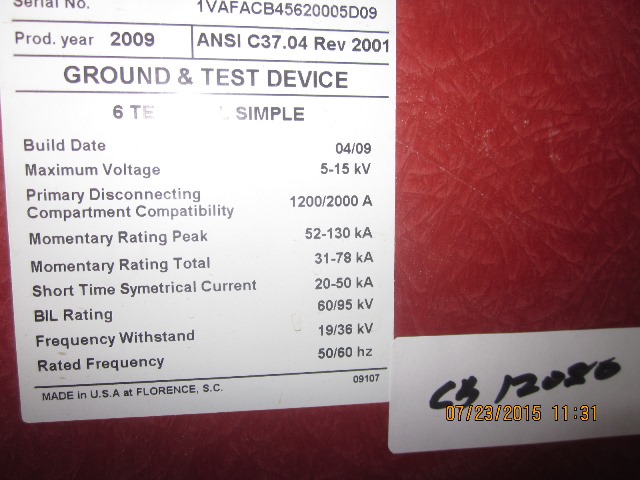 Serial No. 1VAFACB45620005D09
Prod. year 2009 ANSI C37.04 Rev 2001
GROUND & TEST DEVICE
6 SIMPLE
Build Date 04/09
Maximum Voltage 5-15 kV
Primary Disconnecting
Compartment Compatibility 1200/2000 A
Momentary Rating Peak 52-130 kA
Momentary Rating Total 31-78 kA
Short Time Symetrical Current 20-50 kA
BIL Rating 60/95 kV
Frequency Withstand 19/36 kV
Rated Frequency 50/60 hz
MADE in U.S.A at FLORENCE, S.C. 09107
07/23/2015 11:31